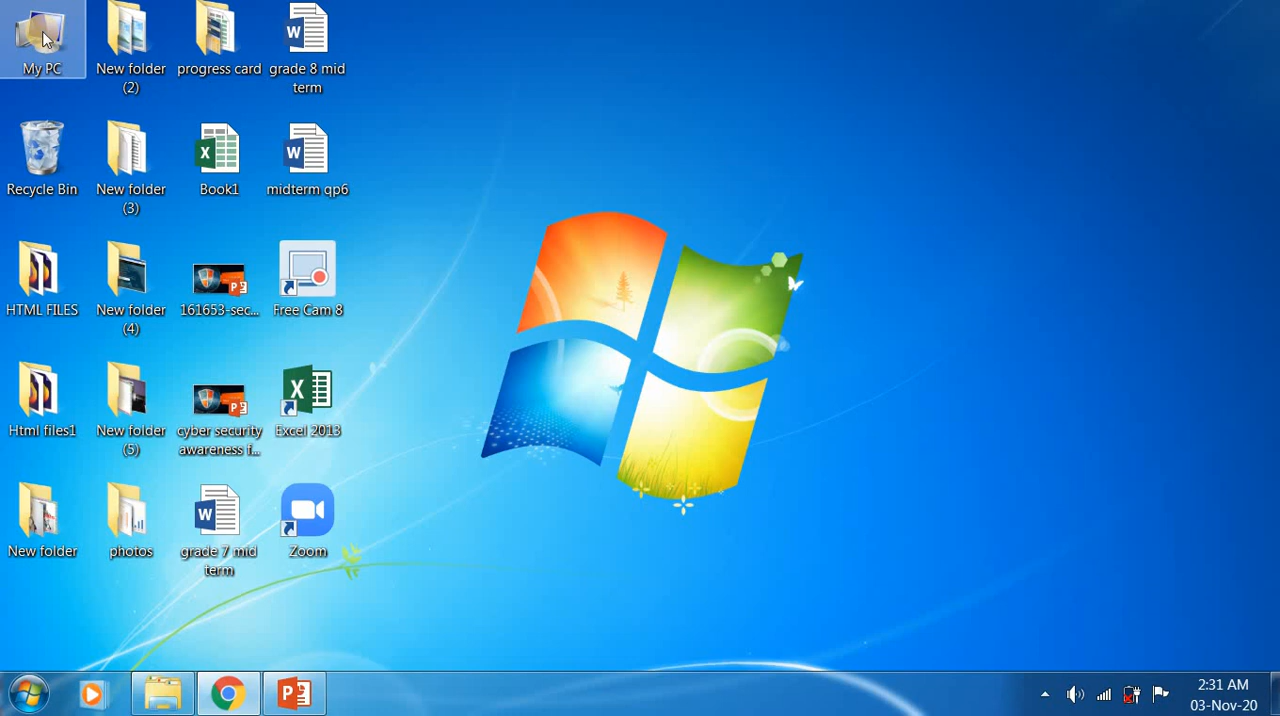 My PC
New folder
(2)
progress card
grade 8 mid
term
Recycle Bin
New folder
(3)
Book1
midterm qp6
HTML FILES
New folder
(4)
161653-sec...
Free Cam 8
Html files1
New folder
(5)
cyber security
awareness f...
Excel 2013
New folder
photos
grade 7 mid
term
Zoom
2:31 AM
03-Nov-20